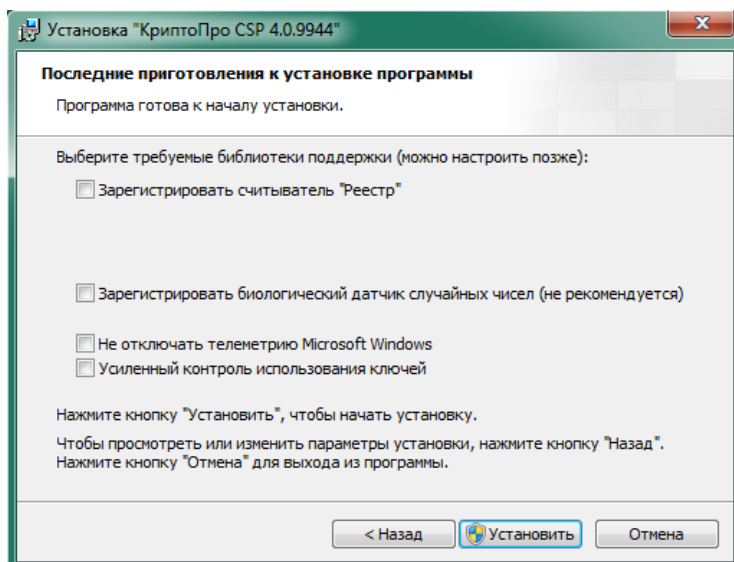 Установка "КриптоПро CSP 4.0.9944"
Последние приготовления к установке программы
Программа готова к началу установки.
Выберите требуемые библиотеки поддержки (можно настроить позже):
Зарегистрировать считыватель "Реестр"
Зарегистрировать биологический датчик случайных чисел (не рекомендуется)
Не отключать телеметрию Microsoft Windows
Усиленный контроль использования ключей
Нажмите кнопку "Установить", чтобы начать установку.
Чтобы просмотреть или изменить параметры установки, нажмите кнопку "Назад".
Нажмите кнопку "Отмена" для выхода из программы.
< Назад Установить Отмена